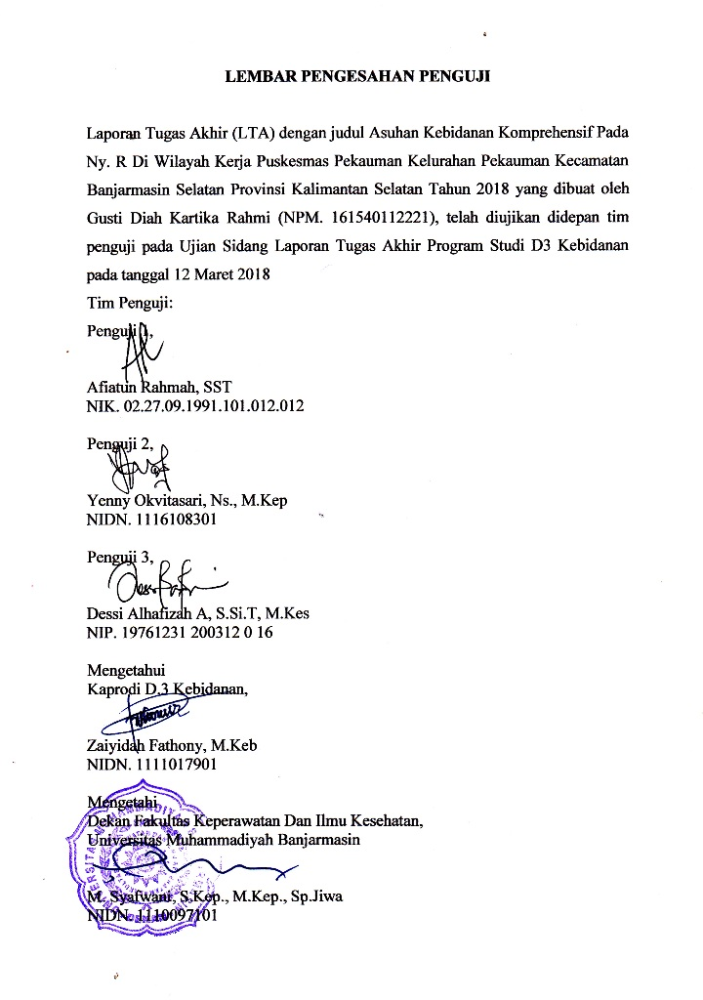 LEMBAR PENGESAHAN PENGUJI
Laporan Tugas Akhir (LTA) dengan judul Asuhan Kebidanan Komprehensif Pada
Ny. R Di Wilayah Kerja Puskesmas Pekauman Kelurahan Pekauman Kecamatan
Banjarmasin Selatan Provinsi Kalimantan Selatan Tahun 2018 yang dibuat oleh
Gusti Diah Kartika Rahmi (NPM. 161540112221), telah diujikan didepan tim
penguji pada Ujian Sidang Laporan Tugas Akhir Program Studi D3 Kebidanan
pada tanggal 12 Maret 2018
Tim Penguji:
Penguji 1,
Afiatun Rahmah, SST
NIK. 02.27.09.1991.101.012.012
Penguji 2,
Yenny Okvitasari, Ns., M.Kep
NIDN. 1116108301
Penguji 3,
Dessi Alhafizah A, S.Si.T, M.Kes
NIP. 19761231 200312 0 16
Mengetahui
Kaprodi D.3 Kebidanan,
Zaiyidah Fathony, M.Keb
NIDN. 1111017901
Mengetahi
Dekan Fakultas Keperawatan Dan Ilmu Kesehatan,
Universitas Muhammadiyah Banjarmasin
M. Syafwani, S.Kep., M.Kep., Sp.Jiwa
NIDN. 1110097101